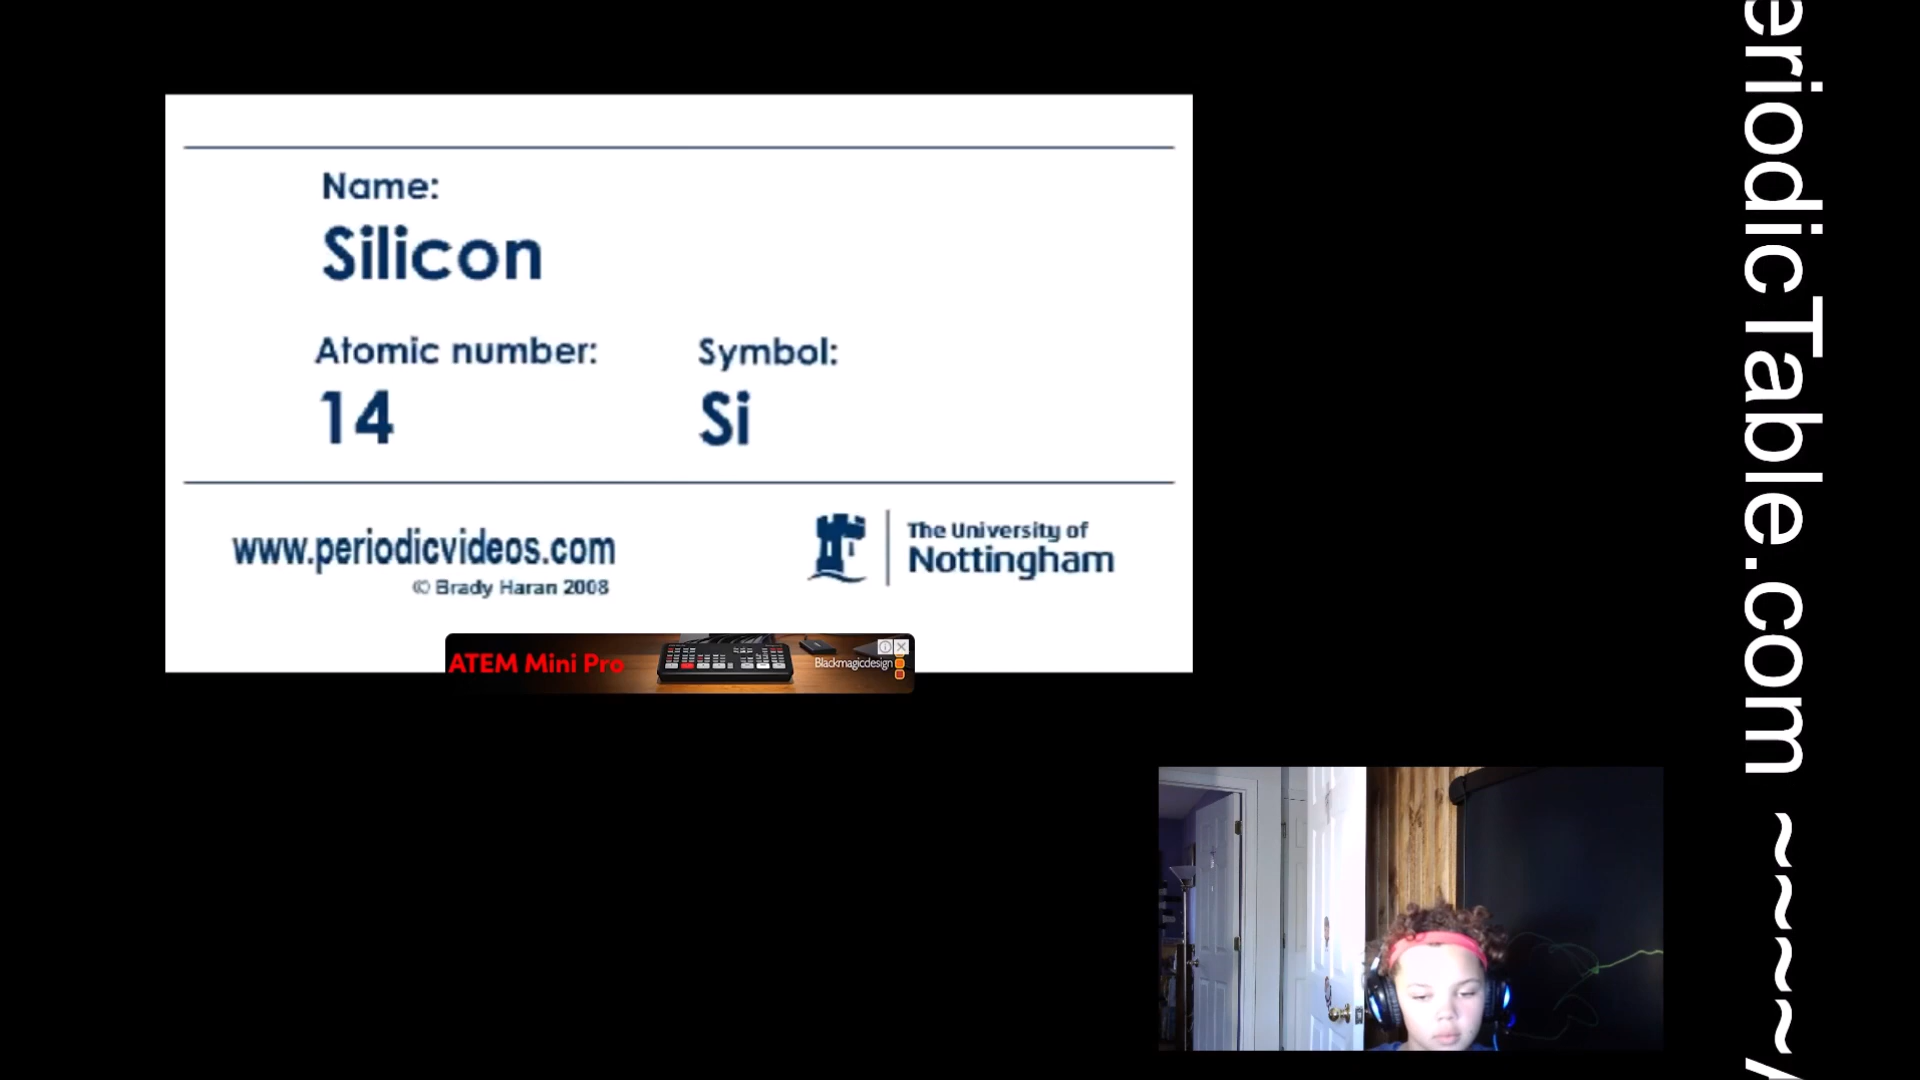 Name:
Silicon
Atomic number:
14
Symbol:
Si
www.periodicvideos.com
© Brady Haran 2008
The University of
Nottingham
ATEM Mini Pro
Blackmagicdesign
eriodicTable.com ~~~~